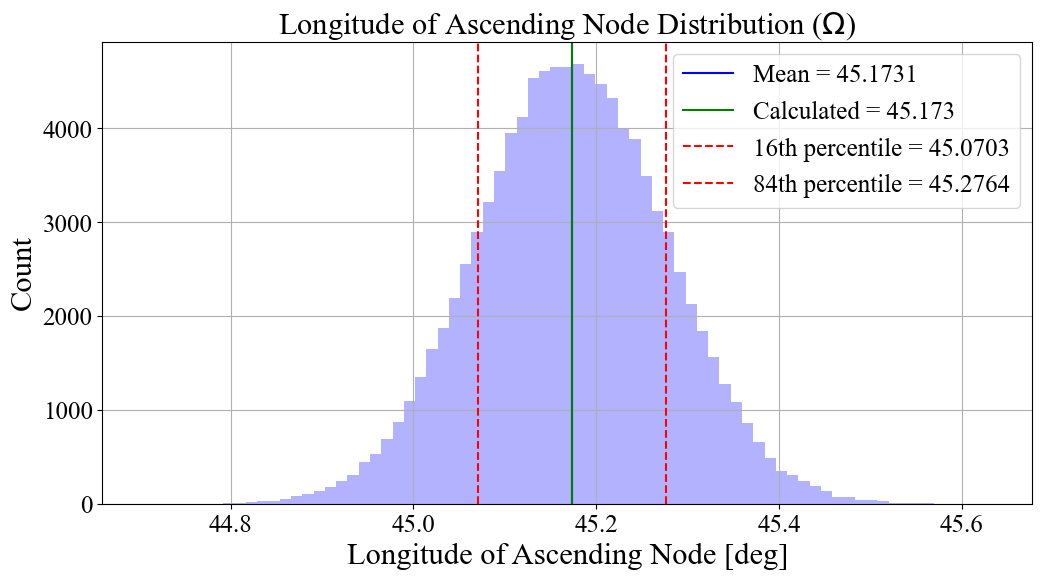 Longitude of Ascending Node Distribution (Ω)
Mean = 45.1731
Calculated = 45.173
16th percentile = 45.0703
84th percentile = 45.2764
Count
4000
3000
2000
1000
0
44.8 45.0 45.2 45.4 45.6
Longitude of Ascending Node [deg]